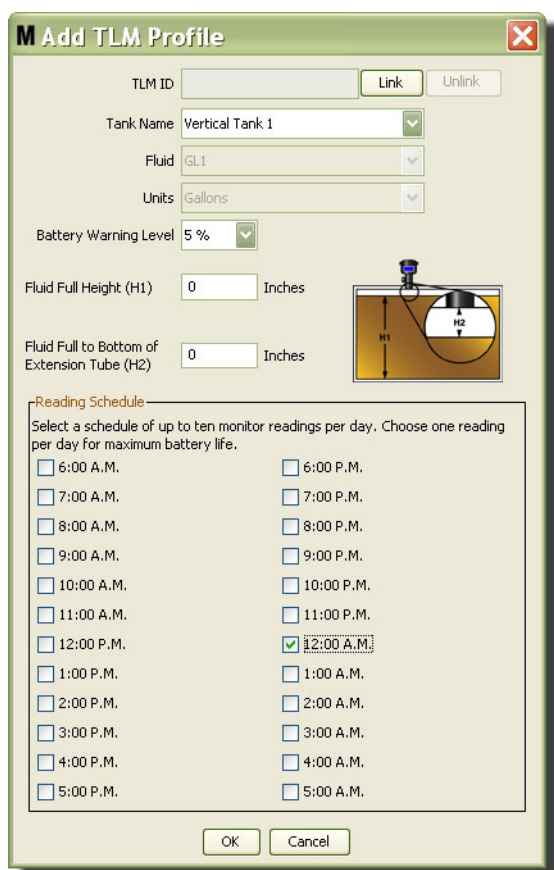 M Add TLM Profile
TLM ID Link Unlink
Tank Name Vertical Tank 1
Fluid GL1
Units Gallons
Battery Warning Level 5 %
Fluid Full Height (H1) 0 Inches
H1 H2
Fluid Full to Bottom of
Extension Tube (H2) 0 Inches
Reading Schedule
Select a schedule of up to ten monitor readings per day. Choose one reading
per day for maximum battery life.
6:00 A.M. 6:00 P.M.
7:00 A.M. 7:00 P.M.
8:00 A.M. 8:00 P.M.
9:00 A.M. 9:00 P.M.
10:00 A.M. 10:00 P.M.
11:00 A.M. 11:00 P.M.
12:00 P.M. 12:00 A.M.
1:00 P.M. 1:00 A.M.
2:00 P.M. 2:00 A.M.
3:00 P.M. 3:00 A.M.
4:00 P.M. 4:00 A.M.
5:00 P.M. 5:00 A.M.
OK Cancel